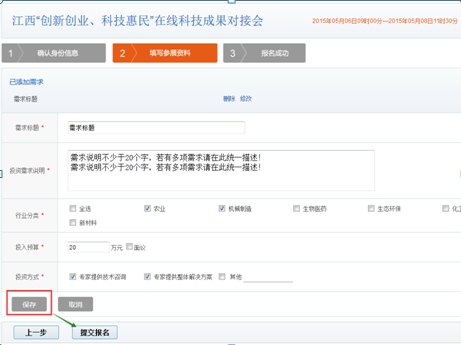 江西“创新创业、科技惠民”在线科技成果对接会
2015年05月06日0时00分—2015年05月08日1时30分
1 确认身份信息 2 填写参展资料 3 报名成功
已添加需求
需求标题 删除 修改
需求标题 * 需求标题
投资需求说明 * 需求说明不少于20个字，若有多项需求请在此统一描述！
需求说明不少于20个字，若有多项需求请在此统一描述！
行业分类 * 全选 农业 机械制造 生物医药 生态环保 化工
新材料
投入预算 * 20 万元 面议
投资方式 * 专家提供技术咨询 专家提供整体解决方案 其他
保存 取消
上一步 提交报名